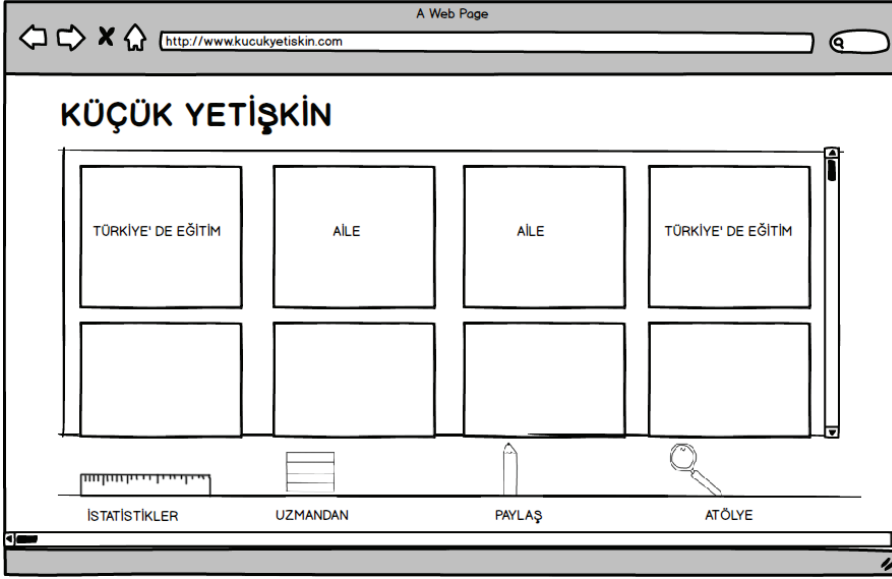 A Web Page
http://www.kucukyetiskin.com
KÜÇÜK YETİŞKİN
TÜRKİYE' DE EĞİTİM
AİLE
AİLE
TÜRKİYE' DE EĞİTİM
İSTATİSTİKLER
UZMANDAN
PAYLAŞ
ATÖLYE